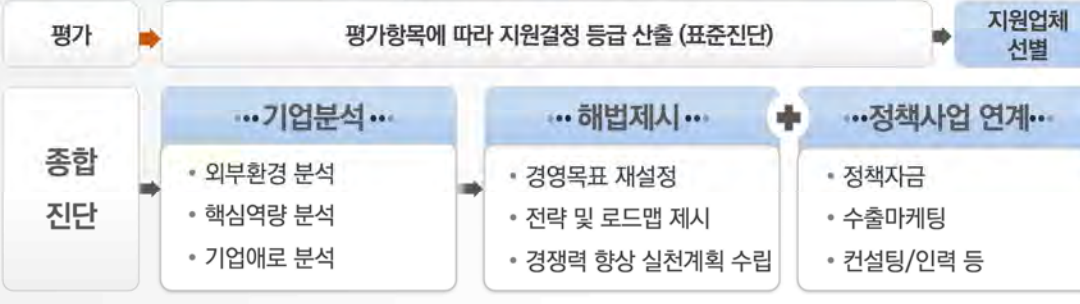 평가
평가항목에 따라 지원결정 등급 산출 (표준진단)
지원업체
선별
종합
진단
기업분석
• 외부환경 분석
• 핵심역량 분석
• 기업애로 분석
해법제시
• 경영목표 재설정
• 전략 및 로드맵 제시
• 경쟁력 향상 실천계획 수립
정책사업 연계
• 정책자금
• 수출마케팅
• 컨설팅/인력 등